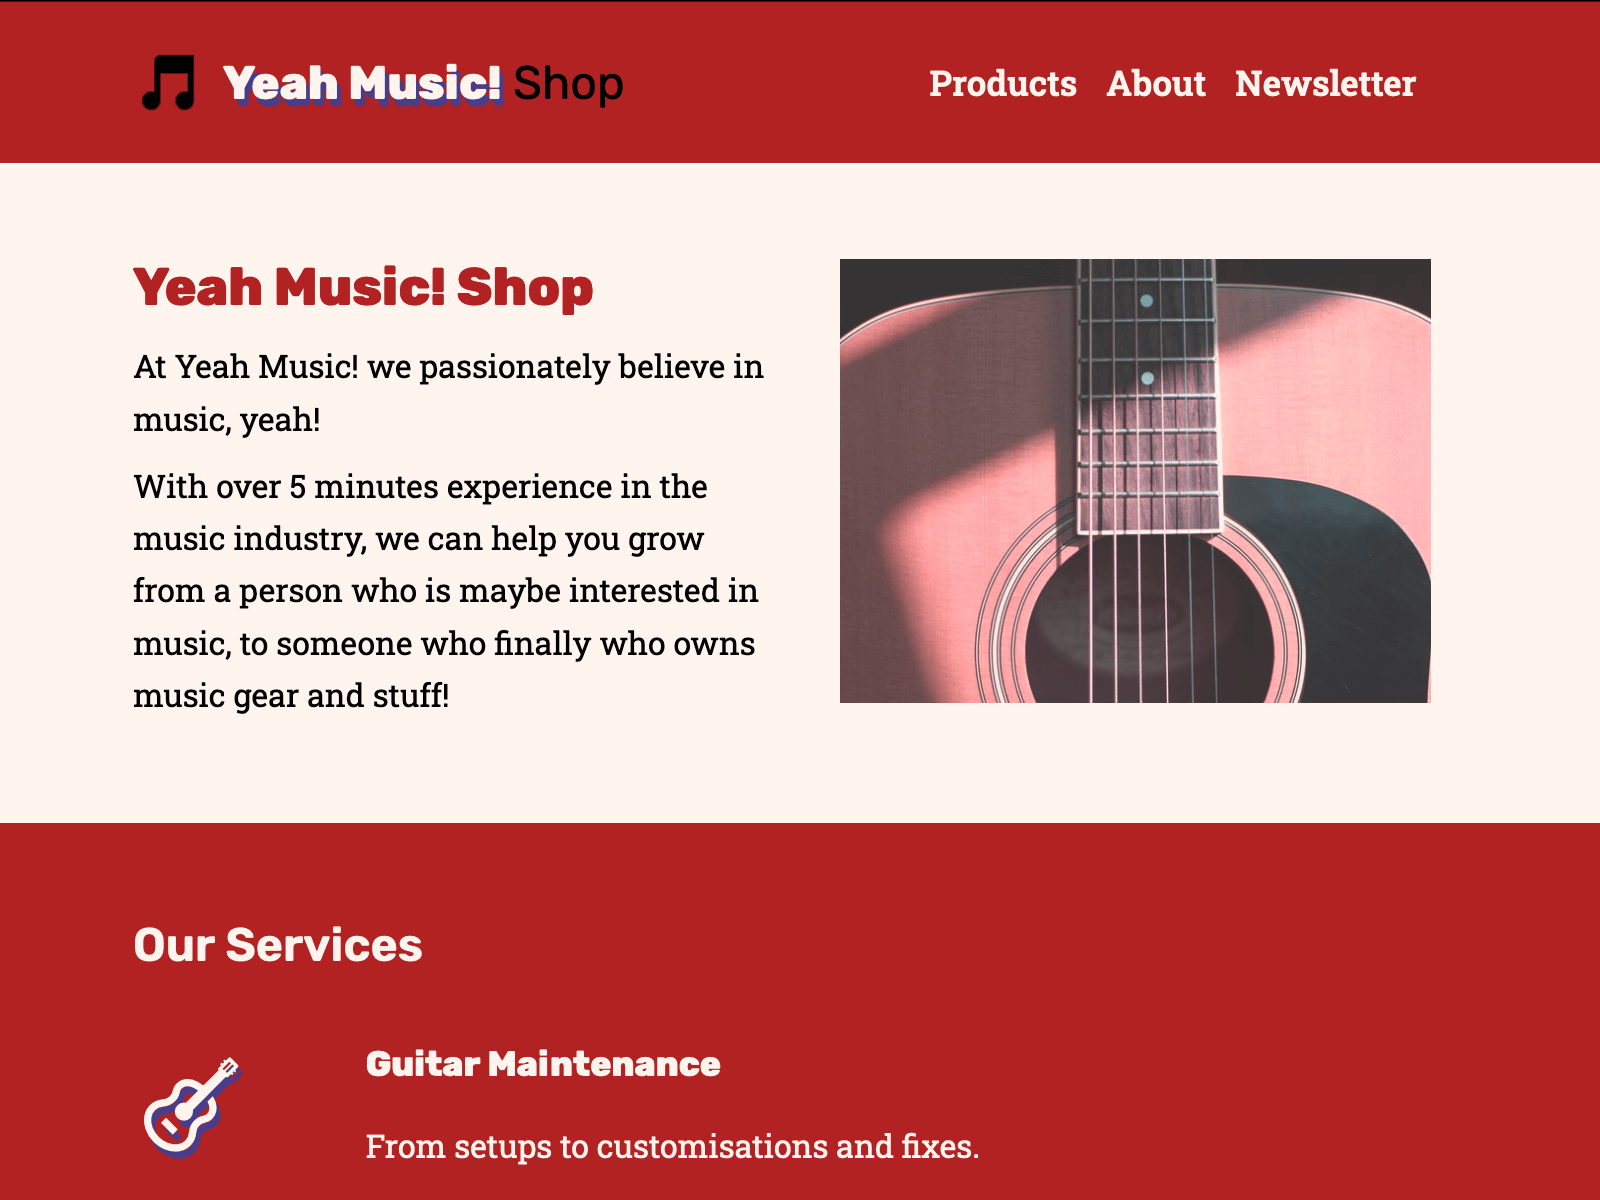 Yeah Music! Shop
Products About Newsletter
Yeah Music! Shop
At Yeah Music! we passionately believe in
music, yeah!
With over 5 minutes experience in the
music industry, we can help you grow
from a person who is maybe interested in
music, to someone who finally who owns
music gear and stuff!
Our Services
Guitar Maintenance
From setups to customisations and fixes.